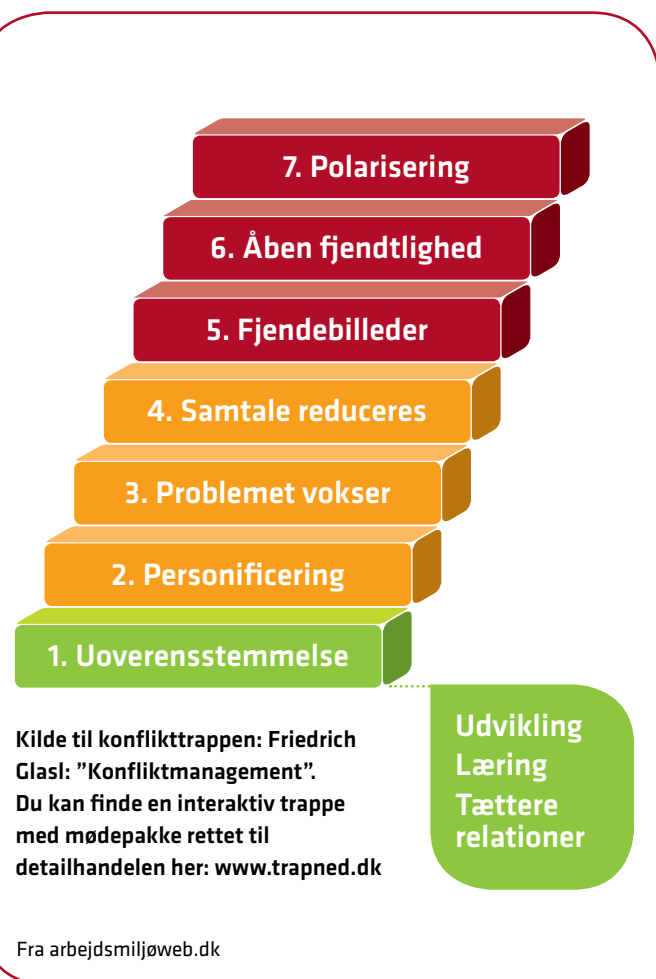 7. Polarisering
6. Åben fjendtlighed
5. Fjendebilleder
4. Samtale reduceres
3. Problemet vokser
2. Personificering
1. Uoverensstemmelse
Udvikling
Læring
Tættere
relationer
Kilde til konflikttrappen: Friedrich
Glasl: ”Konfliktmanagement”.
Du kan finde en interaktiv trappe
med mødepakke rettet til
detailhandelen her: www.trapned.dk
Fra arbejdsmiljøweb.dk